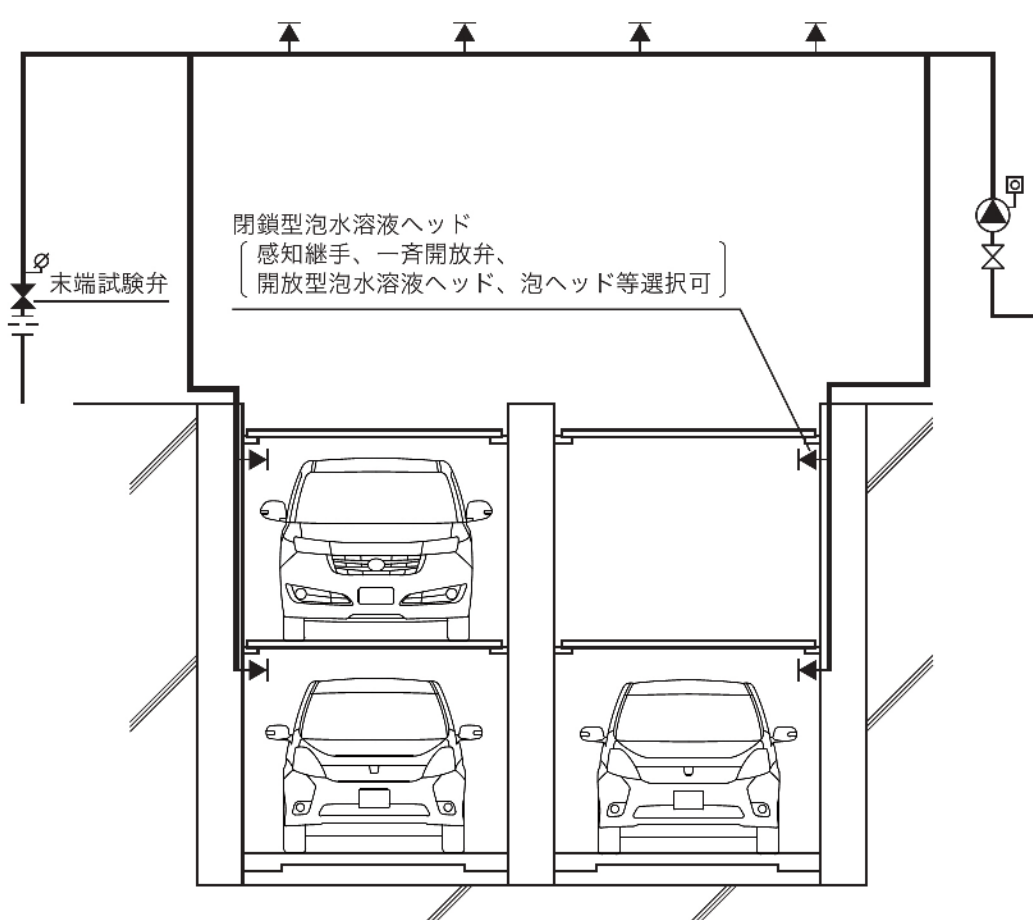 閉鎖型泡水溶液ヘッド
感知継手、一斉開放弁、
開放型泡水溶液ヘッド、泡ヘッド等選択可
末端試験弁